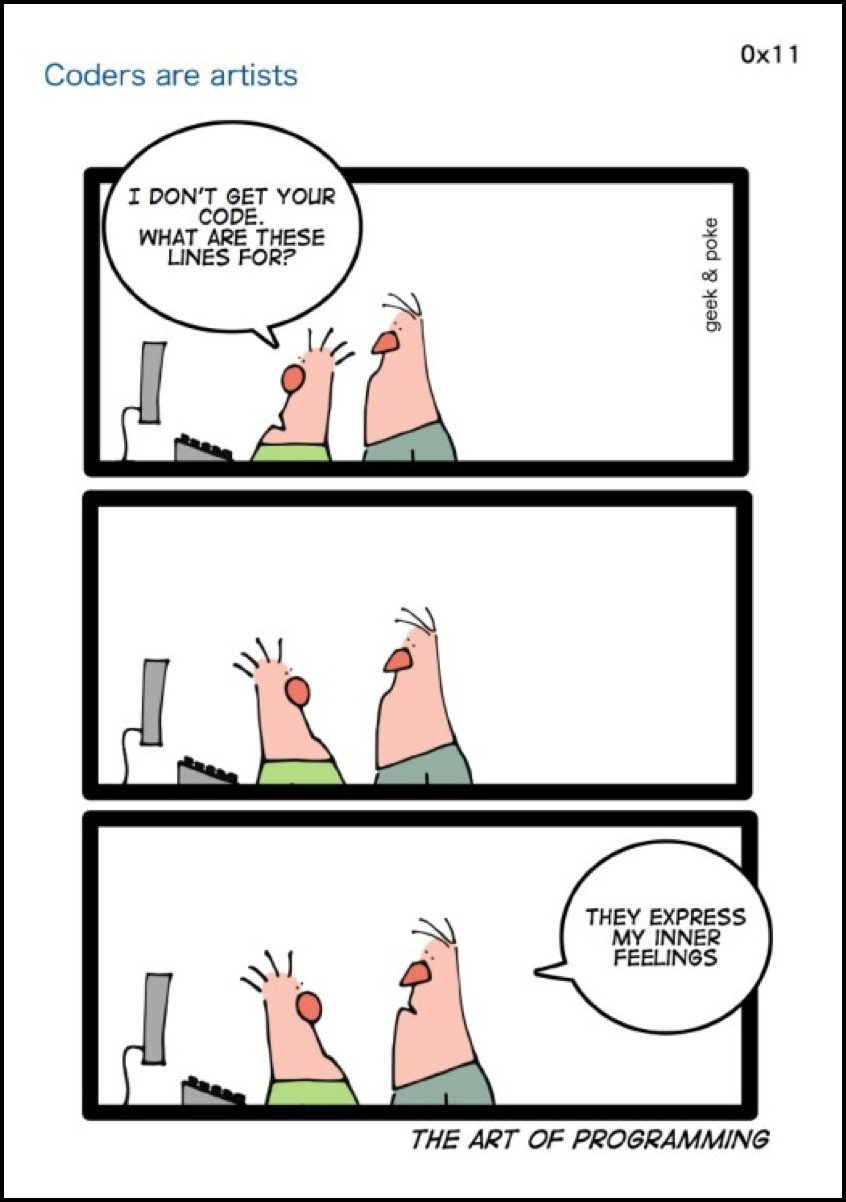 0x11
Coders are artists
I DON'T GET YOUR
CODE.
WHAT ARE THESE
LINES FOR?
geek & poke
THEY EXPRESS
MY INNER
FEELINGS
THE ART OF PROGRAMMING